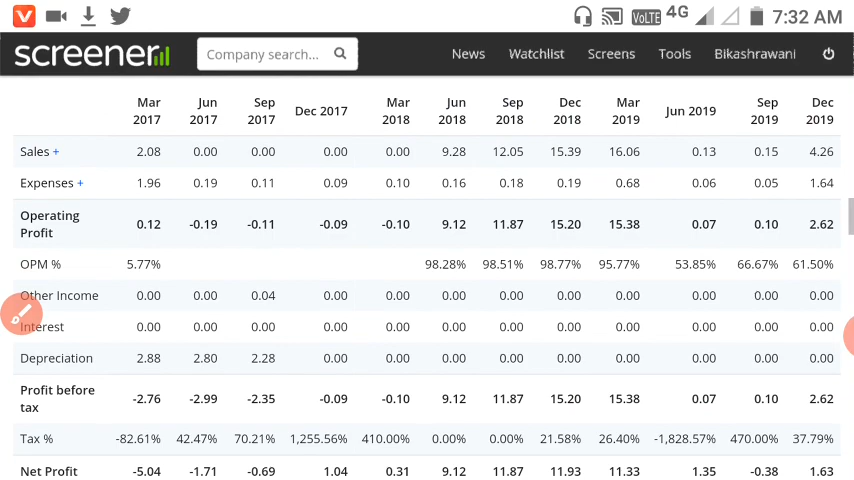 VoLTE 4G 7:32 AM
screener Company search... News Watchlist Screens Tools Bikashrawani
Mar 2017 Jun 2017 Sep 2017 Dec 2017 Mar 2018 Jun 2018 Sep 2018 Dec 2018 Mar 2019 Jun 2019 Sep 2019 Dec 2019
Sales + 2.08 0.00 0.00 0.00 0.00 9.28 12.05 15.39 16.06 0.13 0.15 4.26
Expenses + 1.96 0.19 0.11 0.09 0.10 0.16 0.18 0.19 0.68 0.06 0.05 1.64
Operating Profit 0.12 -0.19 -0.11 -0.09 -0.10 9.12 11.87 15.20 15.38 0.07 0.10 2.62
OPM % 5.77% 98.28% 98.51% 98.77% 95.77% 53.85% 66.67% 61.50%
Other Income 0.00 0.00 0.04 0.00 0.00 0.00 0.00 0.00 0.00 0.00 0.00 0.00
Interest 0.00 0.00 0.00 0.00 0.00 0.00 0.00 0.00 0.00 0.00 0.00 0.00
Depreciation 2.88 2.80 2.28 0.00 0.00 0.00 0.00 0.00 0.00 0.00 0.00 0.00
Profit before tax -2.76 -2.99 -2.35 -0.09 -0.10 9.12 11.87 15.20 15.38 0.07 0.10 2.62
Tax % -82.61% 42.47% 70.21% 1,255.56% 410.00% 0.00% 0.00% 21.58% 26.40% -1,828.57% 470.00% 37.79%
Net Profit -5.04 -1.71 -0.69 1.04 0.31 9.12 11.87 11.93 11.33 1.35 -0.38 1.63